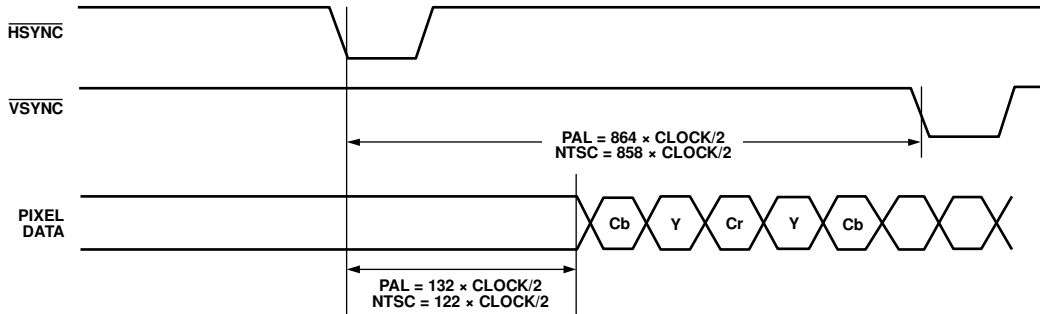 HSYNC
VSYNC
PAL = 864 × CLOCK/2
NTSC = 858 × CLOCK/2
PIXEL
DATA
Cb Y Cr Y Cb
PAL = 132 × CLOCK/2
NTSC = 122 × CLOCK/2